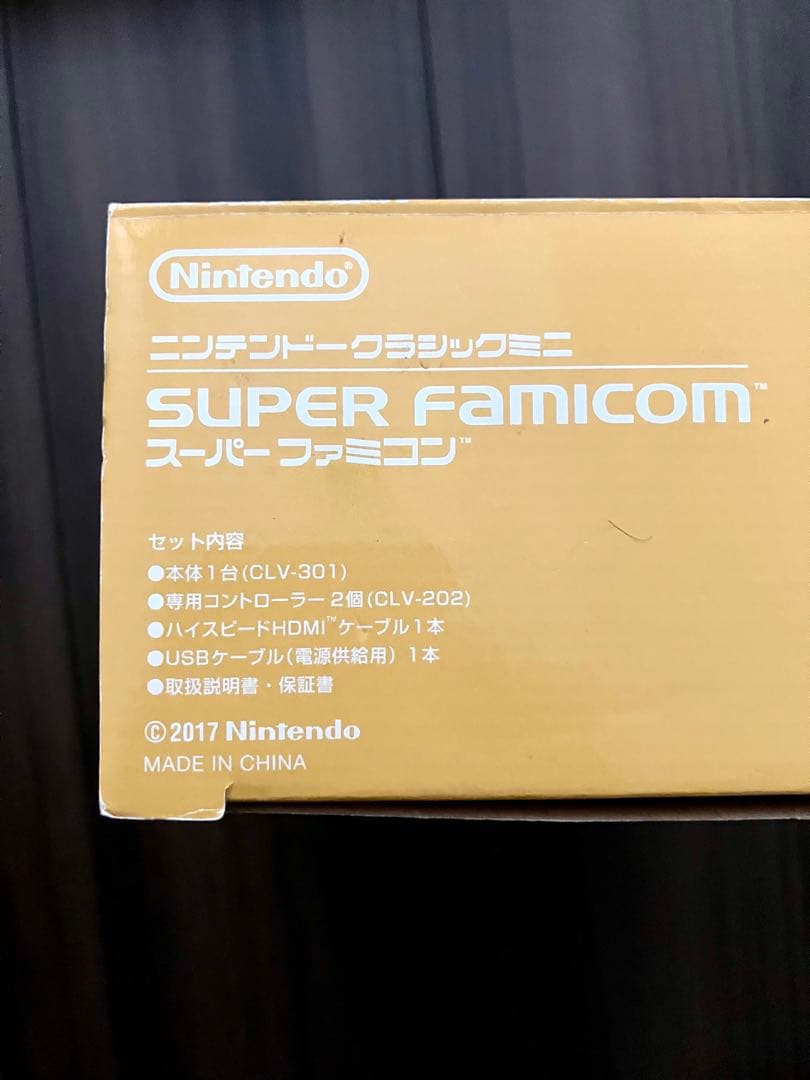 Nintendo®
ニンテンドークラシックミニ
SUPER FAMICOM™
スーパーファミコン™
セット内容
●本体1台(CLV-301)
●専用コントローラー 2個(CLV-202)
●ハイスピードHDMI™ケーブル1本
●USBケーブル(電源供給用) 1本
●取扱説明書・保証書
©2017 Nintendo
MADE IN CHINA